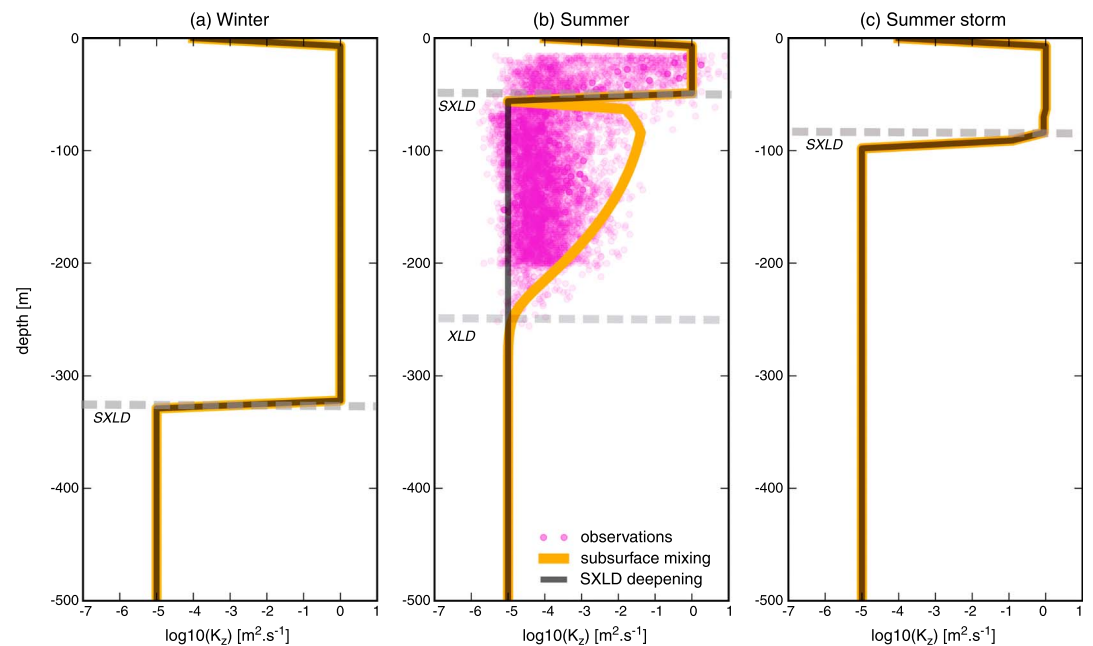 (a) Winter
(b) Summer
(c) Summer storm
depth [m]
0
-100
-200
-300
-400
-500
SXLD
-7 -6 -5 -4 -3 -2 -1 0 1
log10(K_z) [m².s⁻¹]
0
-100
-200
-300
-400
-500
SXLD
XLD
observations
subsurface mixing
SXLD deepening
-7 -6 -5 -4 -3 -2 -1 0 1
log10(K_z) [m².s⁻¹]
0
-100
-200
-300
-400
-500
SXLD
-7 -6 -5 -4 -3 -2 -1 0 1
log10(K_z) [m².s⁻¹]